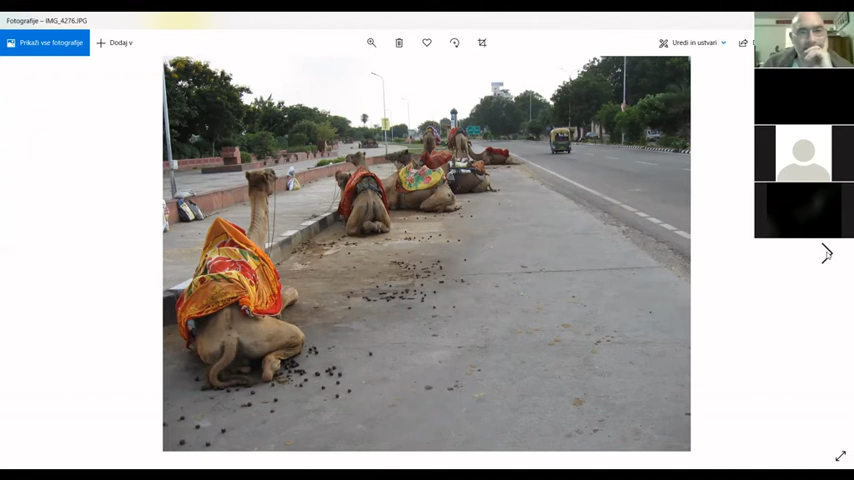 Fotografije – IMG_4276.JPG
Prikaži vse fotografije
Dodaj v
Uredi in ustvari